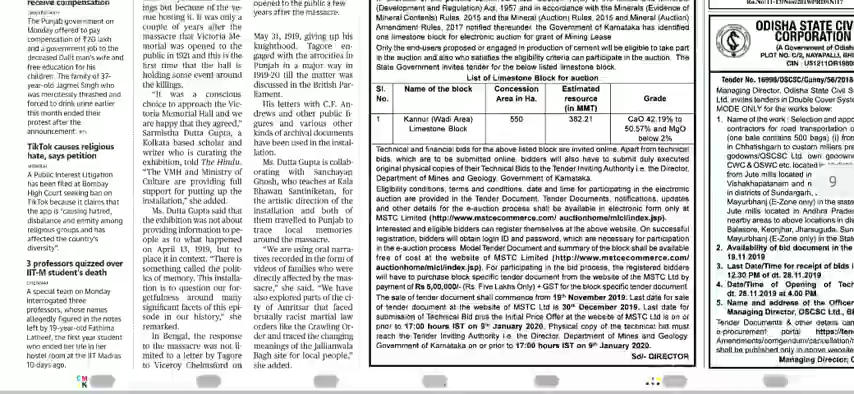 receive compensation
The Punjab government on
Monday offered to pay
compensation of ₹20 lakh
and a government job to the
deceased Dalit man's wife and
free education for his
children. The family of 37-
year-old Jagmel Singh who
was mercilessly thrashed and
forced to drink urine earlier
this month ended their
protest after the
announcement.
TikTok causes religious
hate, says petition
A Public Interest Litigation
has been filed at Bombay
High Court seeking ban on
TikTok because it claims that
the app is "causing hatred,
disbalance and enmity among
religious groups and has
affected the country's
diversity".
3 professors quizzed over
IIT-M student's death
A special team on Monday
interrogated three
professors, whose names
allegedly figured in the notes
left by 19-year-old Fathima
Latheef, the first year student
who ended her life in her
hostel room at the IIT Madras
10 days ago.
ings but because of the ve-
nue hosting it. It was only a
couple of years after the
massacre that Victoria Me-
morial was opened to the
public in 1921 and this is the
first time that the hall is
holding some event around
the killings.
"It was a conscious
choice to approach the Vic-
toria Memorial Hall and we
are happy that they agreed,"
Sarmistha Dutta Gupta, a
Kolkata based scholar and
writer who is curating the
exhibition, told The Hindu.
"The VMH and Ministry of
Culture are providing full
support for putting up the
installation," she added.
Ms. Dutta Gupta said that
the exhibition was not about
providing information to peo-
ple as to what happened
on April 13, 1919, but to
place it in context. "There is
something called the polit-
ics of memory. This installa-
tion is to question our for-
getfulness around many
significant facets of this epi-
sode in our history," she
remarked.
In Bengal, the response
to the massacre was not li-
mited to a letter by Tagore
to Viceroy Chelmsford on
opened to the public a few
years after the massacre.
May 31, 1919, giving up his
knighthood. Tagore en-
gaged with the atrocities in
Punjab in a major way in
1919-20 till the matter was
discussed in the British Par-
liament.
His letters with C.F. An-
drews and other public fi-
gures and various other
kinds of archival documents
have been used in the instal-
lation.
Ms. Dutta Gupta is collab-
orating with Sanchayan
Ghosh, who teaches at Kala
Bhavan Santiniketan, for
the artistic direction of the
installation and both of
them travelled to Punjab to
trace local memories
around the massacre.
"We are using oral narra-
tives recorded in the form of
videos of families who were
directly affected by the mas-
sacre," she said. "We have
also explored parts of the ci-
ty of Amritsar that faced
brutally racist martial law
orders like the Crawling Or-
der and traced the changing
meanings of the Jallianwala
Bagh site for local people,"
she added.
(Development and Regulation) Act, 1957 and in accordance with the Minerals (Evidence of
Mineral Contents) Rules, 2015 and the Mineral (Auction) Rules, 2015 and Mineral (Auction)
Amendment Rules, 2017 notified thereunder, the Government of Karnataka has identified
one limestone block for electronic auction for grant of Mining Lease
Only the end-users proposed or engaged in production of cement will be eligible to take part
in the auction and also who satisfies the eligibility criteria can participate in the auction. The
State Government invites tender for the below listed limestone block.
List of Limestone Block for auction
Sl. No. Name of the block Concession Area in Ha. Estimated resource (in MMT) Grade
1 Kannur (Wadi Area) Limestone Block 550 382.21 CaO 42.19% to 50.57% and MgO below 2%
Technical and financial bids for the above listed block are invited online. Apart from technical
bids, which are to be submitted online, bidders will also have to submit duly executed
original physical copies of their Technical Bids to the Tender Inviting Authority i.e. the Director,
Department of Mines and Geology, Government of Karnataka.
Eligibility conditions, terms and conditions, date and time for participating in the electronic
auction are provided in the Tender Document. Tender Documents, notifications, updates
and other details for the e-auction process shall be available in electronic form only at
MSTC Limited (http://www.mstcecommerce.com/ auctionhome/mlcl/index.jsp).
Interested and eligible bidders can register themselves at the above website. On successful
registration, bidders will obtain login ID and password, which are necessary for participation
in the e-auction process. Model Tender Document and summary of the block shall be available
free of cost at the website of MSTC Limited (http://www.mstcecommerce.com/
auctionhome/mlcl/index.jsp). For participating in the bid process, the registered bidders
will have to purchase block specific tender document from the website of the MSTC Ltd by
payment of Rs 5,00,000/- (Rs. Five Lakhs Only) + GST for the block specific tender document.
The sale of tender document shall commence from 19th November 2019. Last date for sale
of tender document at the website of MSTC Ltd is 30th December 2019. Last date for
submission of Technical Bid plus the Initial Price Offer at the website of MSTC Ltd is on or
prior to 17:00 hours IST on 9th January 2020. Physical copy of the technical bid must
reach the Tender Inviting Authority i.e. the Director, Department of Mines and Geology,
Government of Karnataka on or prior to 17:00 hours IST on 9th January 2020.
Sd/- DIRECTOR
ODISHA STATE CIV
CORPORATION
(A Government of Odisha
PLOT NO. C/2, NAYAPALLI, BH
CIN : U51211OR1980
Tender No. 16998/OSCSC/Gunny/56/2018-
Managing Director, Odisha State Civil S
Ltd. invites tenders in Double Cover Syste
MODE ONLY for the works below:
1. Name of the work : Selection and appo
contractors for road transportation o
(one bale contains 500 bags) (i) from
in Chhattisgarh to custom millers pre
godowns/OSCSC Ltd. own godown
CWC & OSWC etc. located in
from Jute mills located in
Vishakhapatanam and n
in districts of Sundargarh,
Mayurbhanj (E-Zone only) in the state
Jute mills located in Andhra Prades
nearby areas to above locations in dis
Balasore, Keonjhar, Jharsuguda, Sun
Mayurbhanj (E-Zone only) in the State
2. Availability of bid document in the
19.11.2019
3. Last Date/Time for receipt of bids i
12.30 PM of dt. 28.11.2019
4. Date/Time of Opening of Tech
dt. 28.11.2019 at 4.00 PM.
5. Name and address of the Officer
Managing Director, OSCSC Ltd., B
Tender Documents & other details can
e-procurement portal https://ten
Amendments/corrigendum/cancellation/
shall be published only in above website
Managing Director, O
9
C M
K